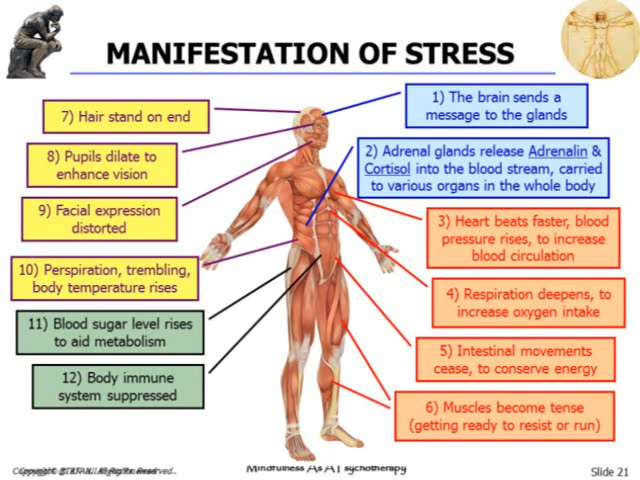 MANIFESTATION OF STRESS
1) The brain sends a
message to the glands
2) Adrenal glands release Adrenalin &
Cortisol into the blood stream, carried
to various organs in the whole body
3) Heart beats faster, blood
pressure rises, to increase
blood circulation
4) Respiration deepens, to
increase oxygen intake
5) Intestinal movements
cease, to conserve energy
6) Muscles become tense
(getting ready to resist or run)
7) Hair stand on end
8) Pupils dilate to
enhance vision
9) Facial expression
distorted
10) Perspiration, trembling,
body temperature rises
11) Blood sugar level rises
to aid metabolism
12) Body immune
system suppressed
Mindfulness As A Psychotherapy
Slide 21